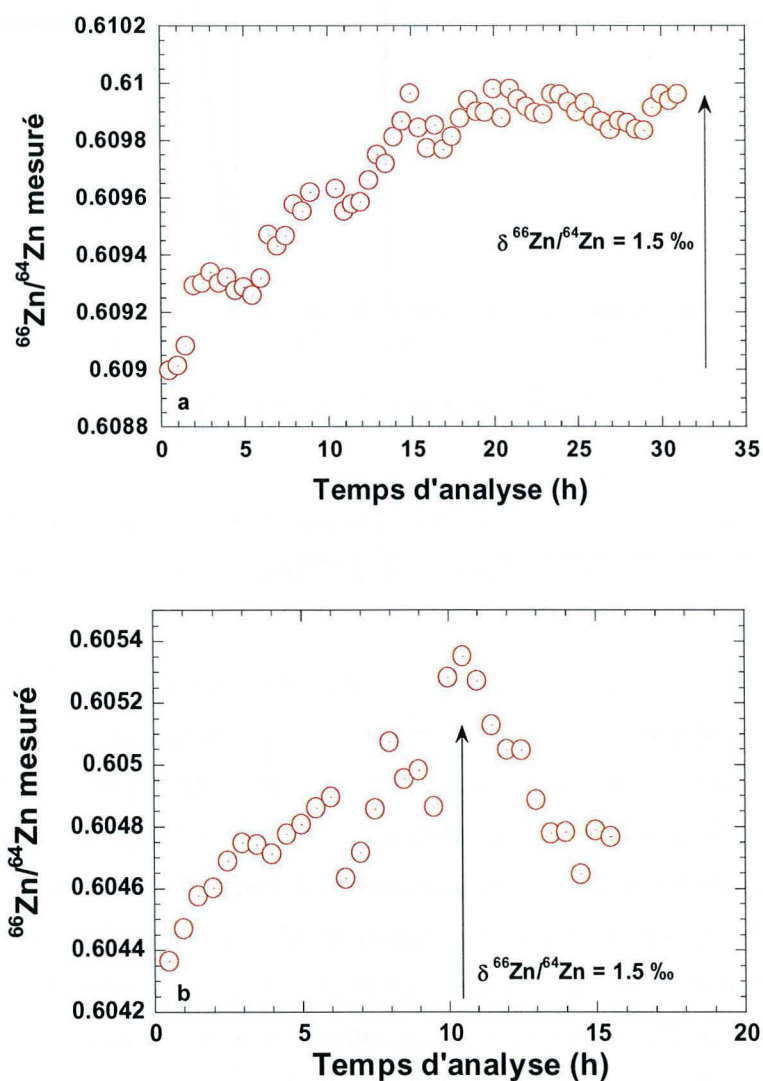 0.6102
0.61
0.6098
0.6096
0.6094
0.6092
0.609
0.6088
⁶⁶Zn/⁶⁴Zn mesuré
δ ⁶⁶Zn/⁶⁴Zn = 1.5 ‰
a
0 5 10 15 20 25 30 35
Temps d'analyse (h)
0.6054
0.6052
0.605
0.6048
0.6046
0.6044
0.6042
⁶⁶Zn/⁶⁴Zn mesuré
δ ⁶⁶Zn/⁶⁴Zn = 1.5 ‰
b
0 5 10 15 20
Temps d'analyse (h)